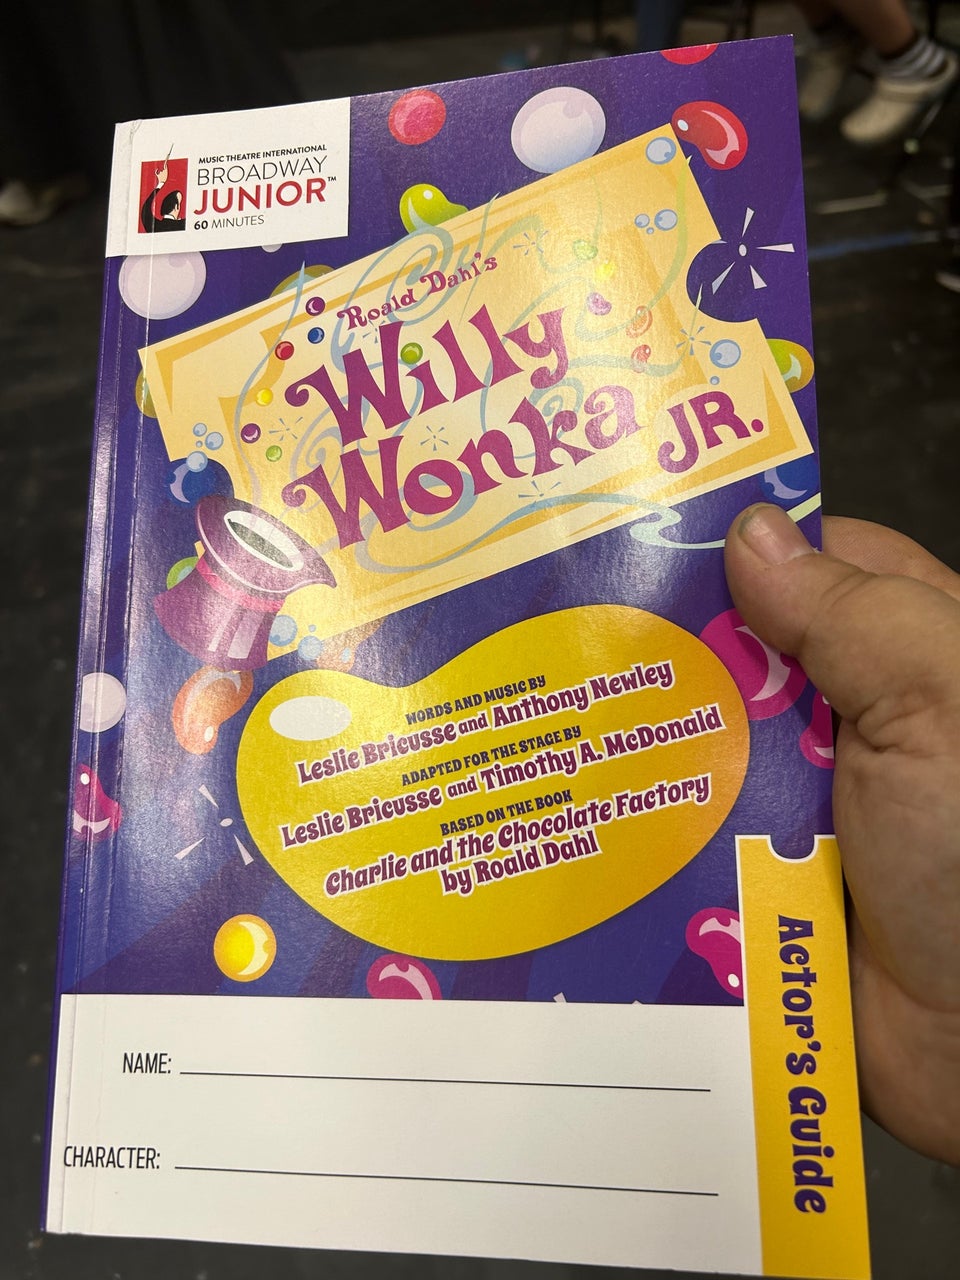 MUSIC THEATRE INTERNATIONAL
BROADWAY
JUNIOR™
60 MINUTES
Roald Dahl's
Willy
Wonka JR.
WORDS AND MUSIC BY
Leslie Bricusse and Anthony Newley
ADAPTED FOR THE STAGE BY
Leslie Bricusse and Timothy A. McDonald
BASED ON THE BOOK
Charlie and the Chocolate Factory
by Roald Dahl
Actor's Guide
NAME:
CHARACTER: